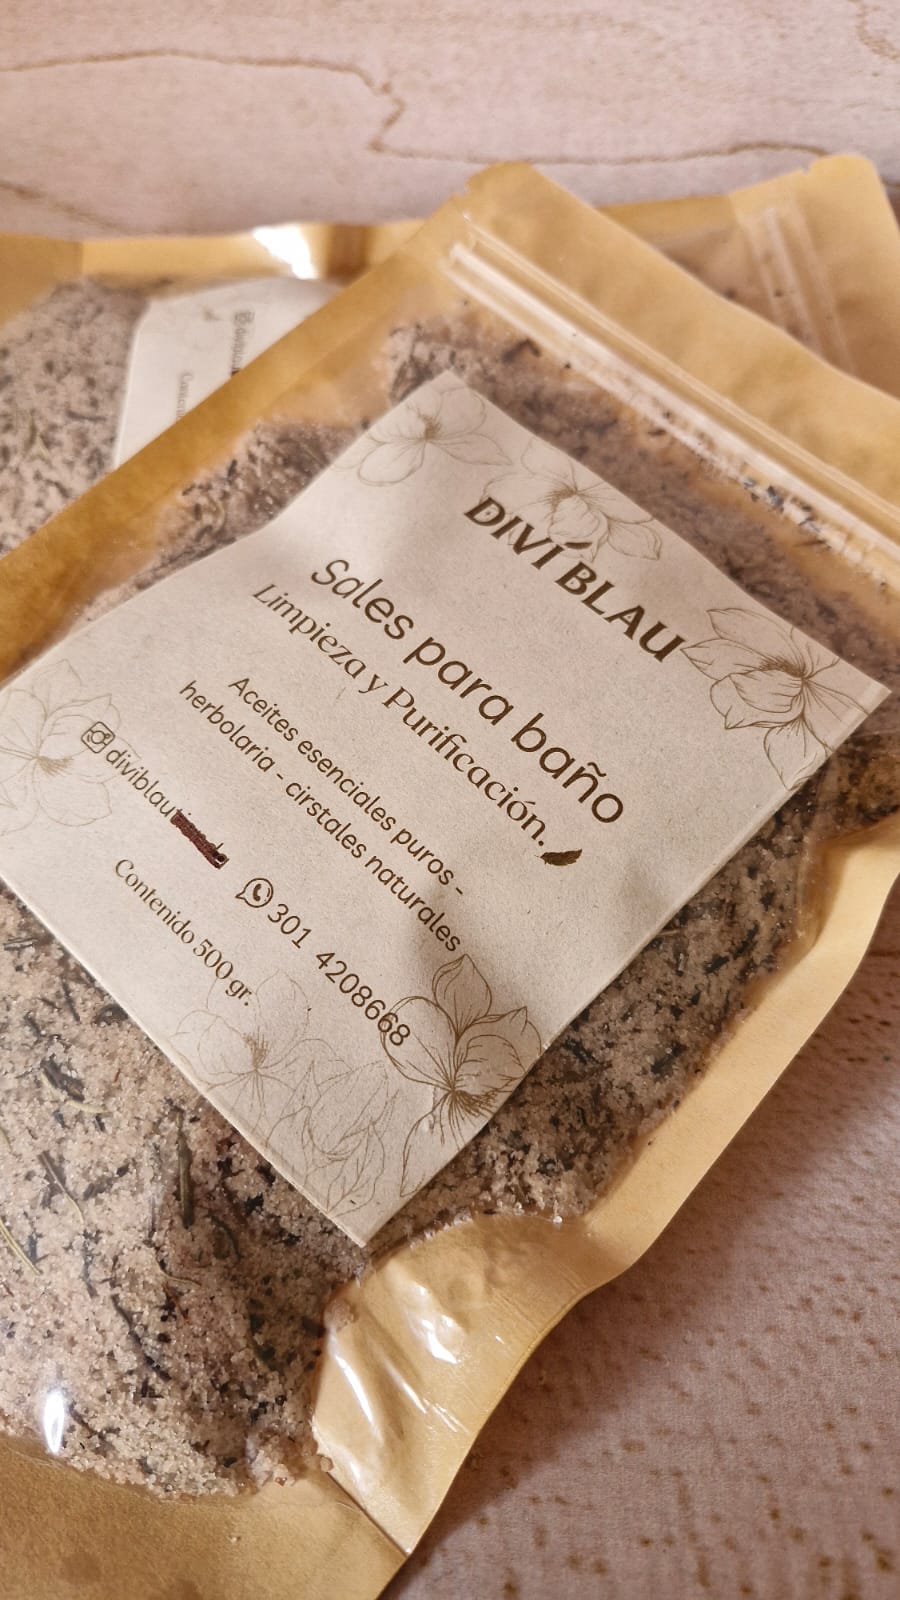 DIVÍ BLAU
Sales para baño
Limpieza y Purificación.
Aceites esenciales puros -
herbolaria - cirstales naturales
diviblau
301 4208668
Contenido 500 gr.